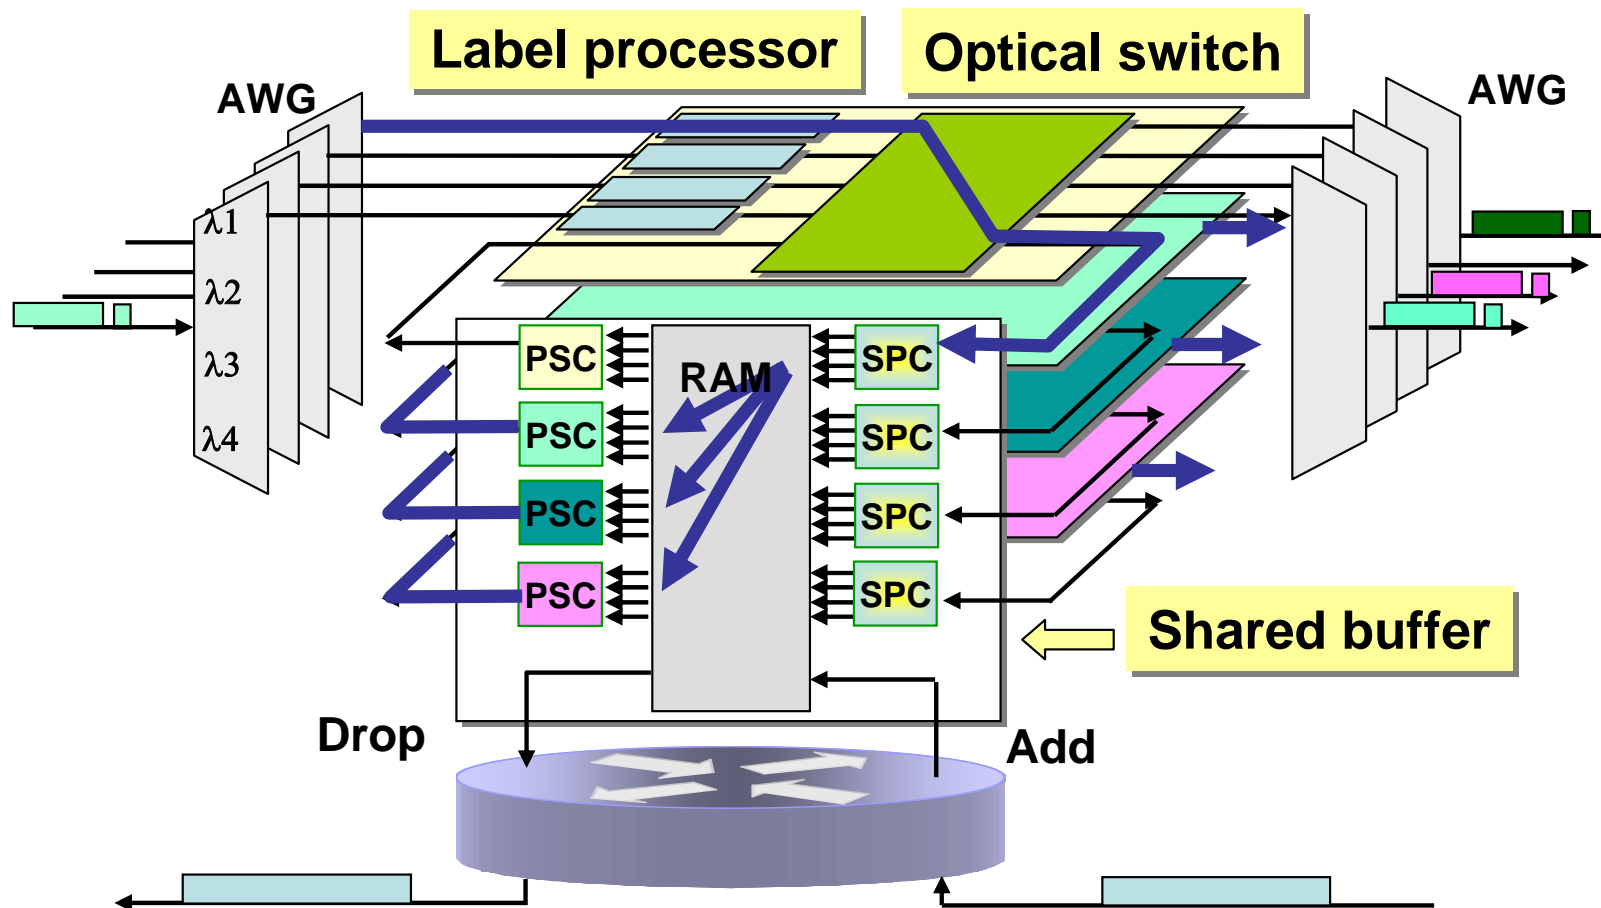 Label processor
Optical switch
AWG
AWG
λ1
λ2
λ3
λ4
PSC
RAM
SPC
PSC
SPC
PSC
SPC
PSC
SPC
Shared buffer
Drop
Add